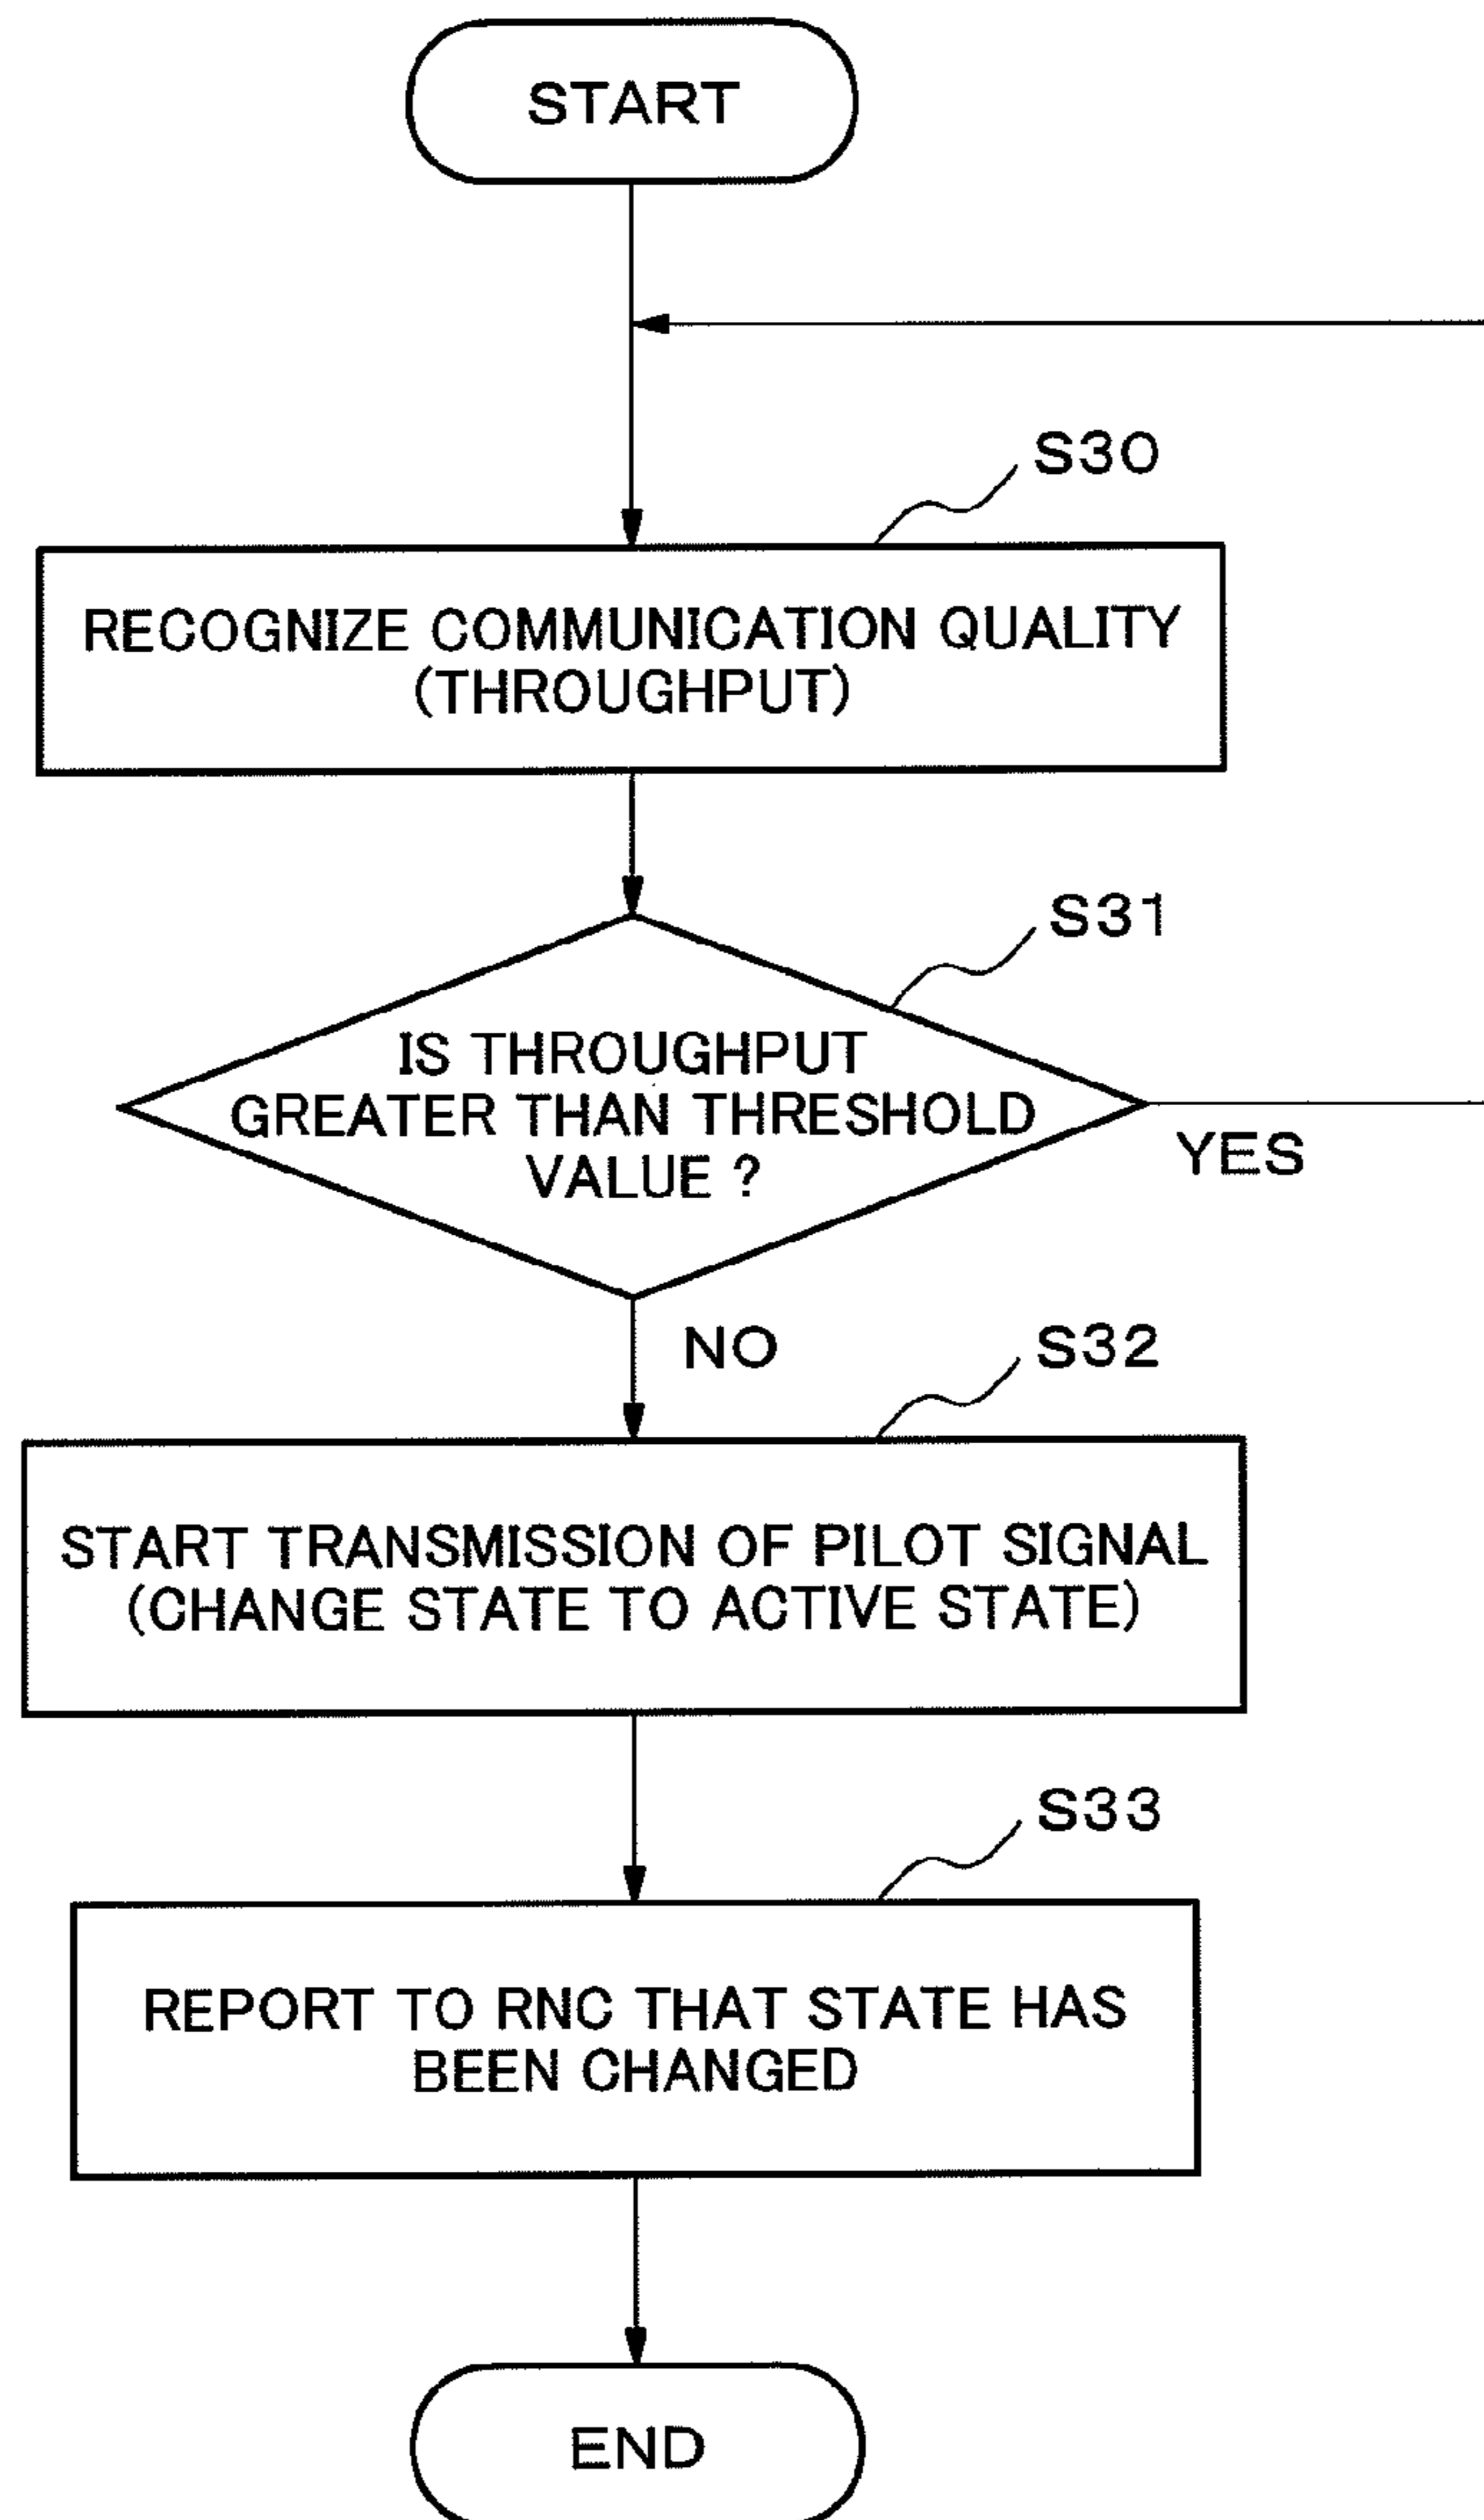 START
S30
RECOGNIZE COMMUNICATION QUALITY
(THROUGHPUT)
S31
IS THROUGHPUT
GREATER THAN THRESHOLD
VALUE ?
YES
NO
S32
START TRANSMISSION OF PILOT SIGNAL
(CHANGE STATE TO ACTIVE STATE)
S33
REPORT TO RNC THAT STATE HAS
BEEN CHANGED
END